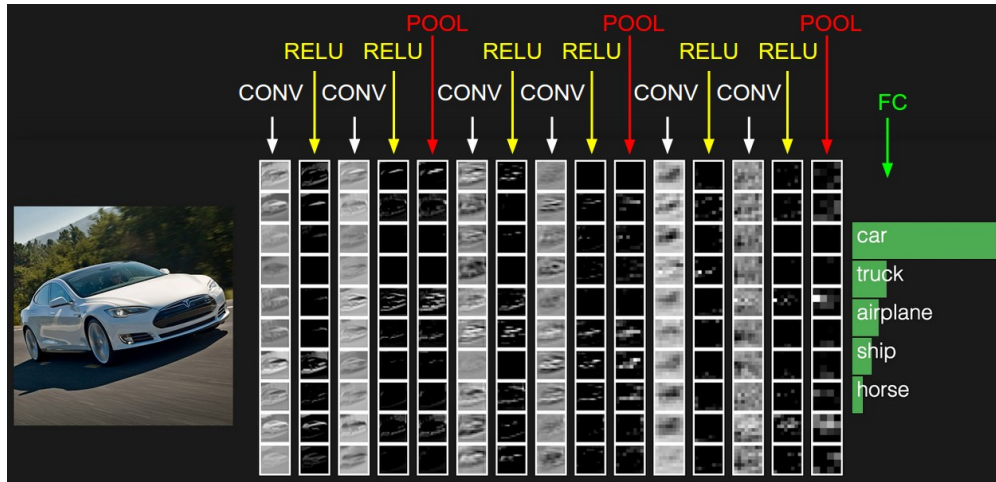 POOL POOL POOL
RELU RELU RELU RELU RELU RELU
CONV CONV CONV CONV CONV CONV
FC
car
truck
airplane
ship
horse